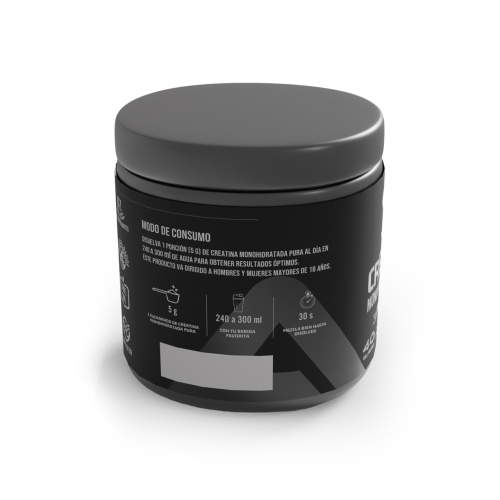 MODO DE CONSUMO
DISUELVA 1 PORCIÓN (5 G) DE CREATINA MONOHIDRATADA PURA AL DÍA EN
240 A 300 ml DE AGUA PARA OBTENER RESULTADOS ÓPTIMOS.
ESTE PRODUCTO VA DIRIGIDO A HOMBRES Y MUJERES MAYORES DE 18 AÑOS.
5 g
CUCHARADA DE CREATINA
MONOHIDRATADA PURA
240 a 300 ml
CON TU BEBIDA
FAVORITA
30 s
MEZCLA BIEN HASTA
DISOLVER